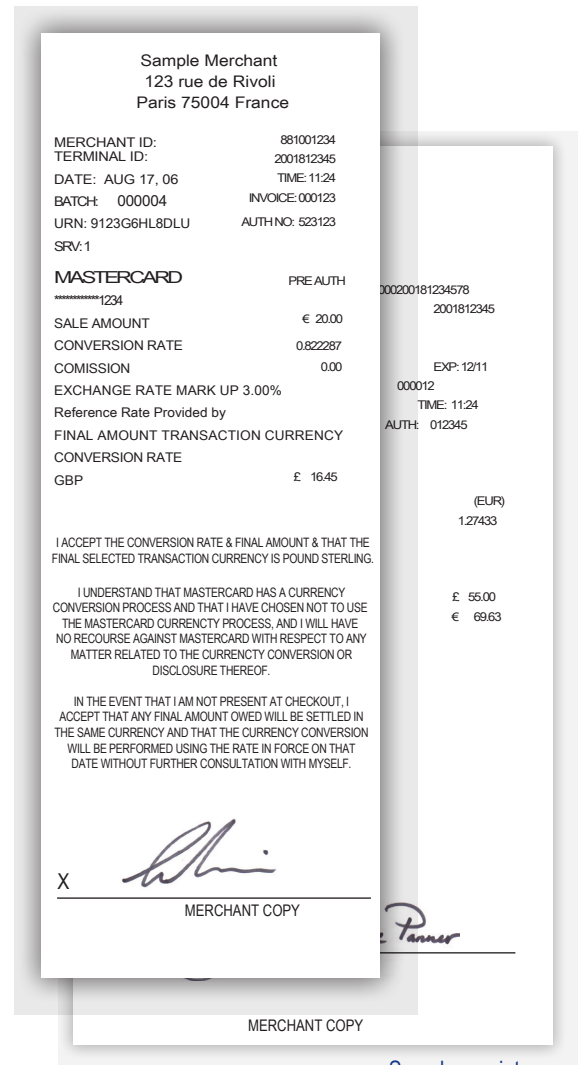 Sample Merchant
123 rue de Rivoli
Paris 75004 France
MERCHANT ID: 881001234
TERMINAL ID: 2001812345
DATE: AUG 17, 06 TIME: 11:24
BATCH: 000004 INVOICE: 000123
URN: 9123G6HL8DLU AUTH NO: 523123
SRV: 1
MASTERCARD PRE AUTH
************1234
SALE AMOUNT € 20.00
CONVERSION RATE 0.822287
COMISSION 0.00
EXCHANGE RATE MARK UP 3.00%
Reference Rate Provided by
FINAL AMOUNT TRANSACTION CURRENCY
CONVERSION RATE
GBP £ 16.45
I ACCEPT THE CONVERSION RATE & FINAL AMOUNT & THAT THE
FINAL SELECTED TRANSACTION CURRENCY IS POUND STERLING.
I UNDERSTAND THAT MASTERCARD HAS A CURRENCY
CONVERSION PROCESS AND THAT I HAVE CHOSEN NOT TO USE
THE MASTERCARD CURRENCTY PROCESS, AND I WILL HAVE
NO RECOURSE AGAINST MASTERCARD WITH RESPECT TO ANY
MATTER RELATED TO THE CURRENCTY CONVERSION OR
DISCLOSURE THEREOF.
IN THE EVENT THAT I AM NOT PRESENT AT CHECKOUT, I
ACCEPT THAT ANY FINAL AMOUNT OWED WILL BE SETTLED IN
THE SAME CURRENCY AND THAT THE CURRENCY CONVERSION
WILL BE PERFORMED USING THE RATE IN FORCE ON THAT
DATE WITHOUT FURTHER CONSULTATION WITH MYSELF.
X
MERCHANT COPY
000200181234578
2001812345
EXP: 12/11
000012
TIME: 11:24
AUTH: 012345
(EUR)
1.27433
£ 55.00
€ 69.63
Panner
MERCHANT COPY